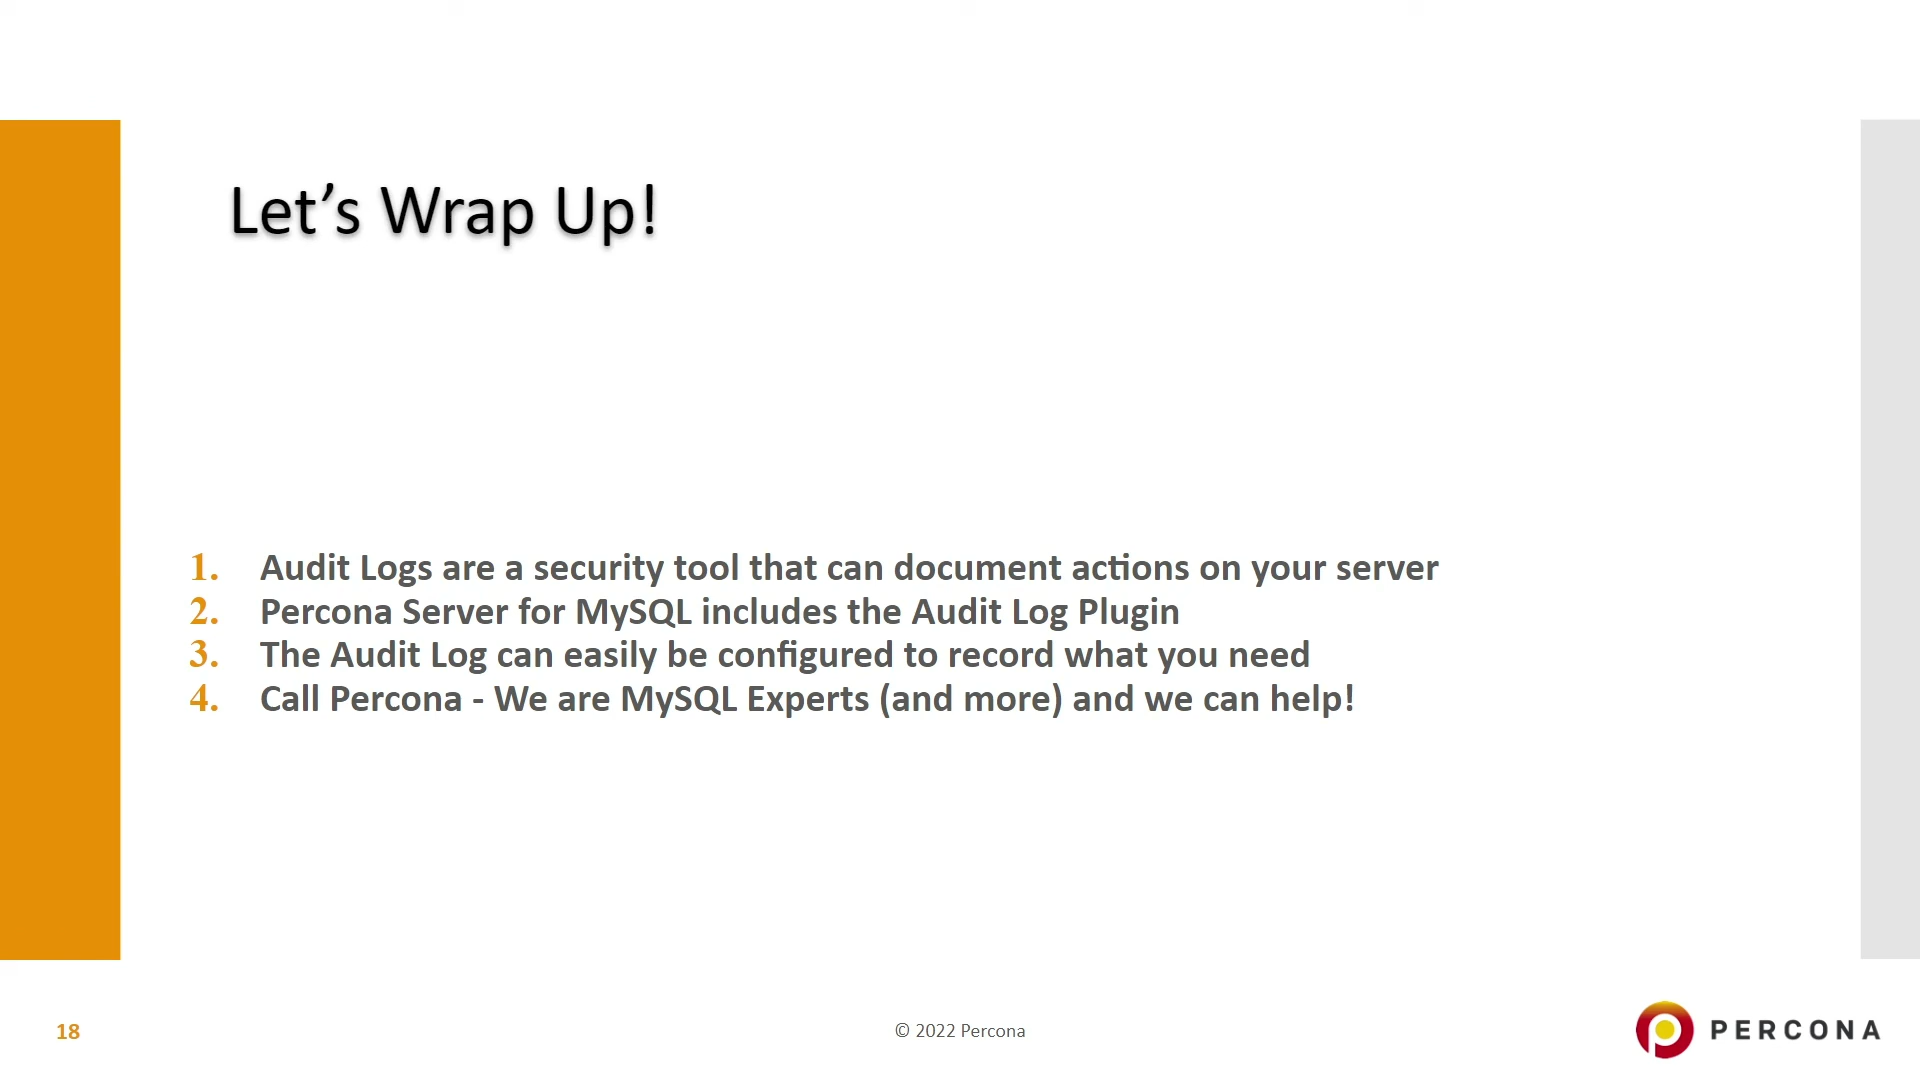 Let’s Wrap Up!
1. Audit Logs are a security tool that can document actions on your server
2. Percona Server for MySQL includes the Audit Log Plugin
3. The Audit Log can easily be configured to record what you need
4. Call Percona - We are MySQL Experts (and more) and we can help!
18
© 2022 Percona
PERCONA